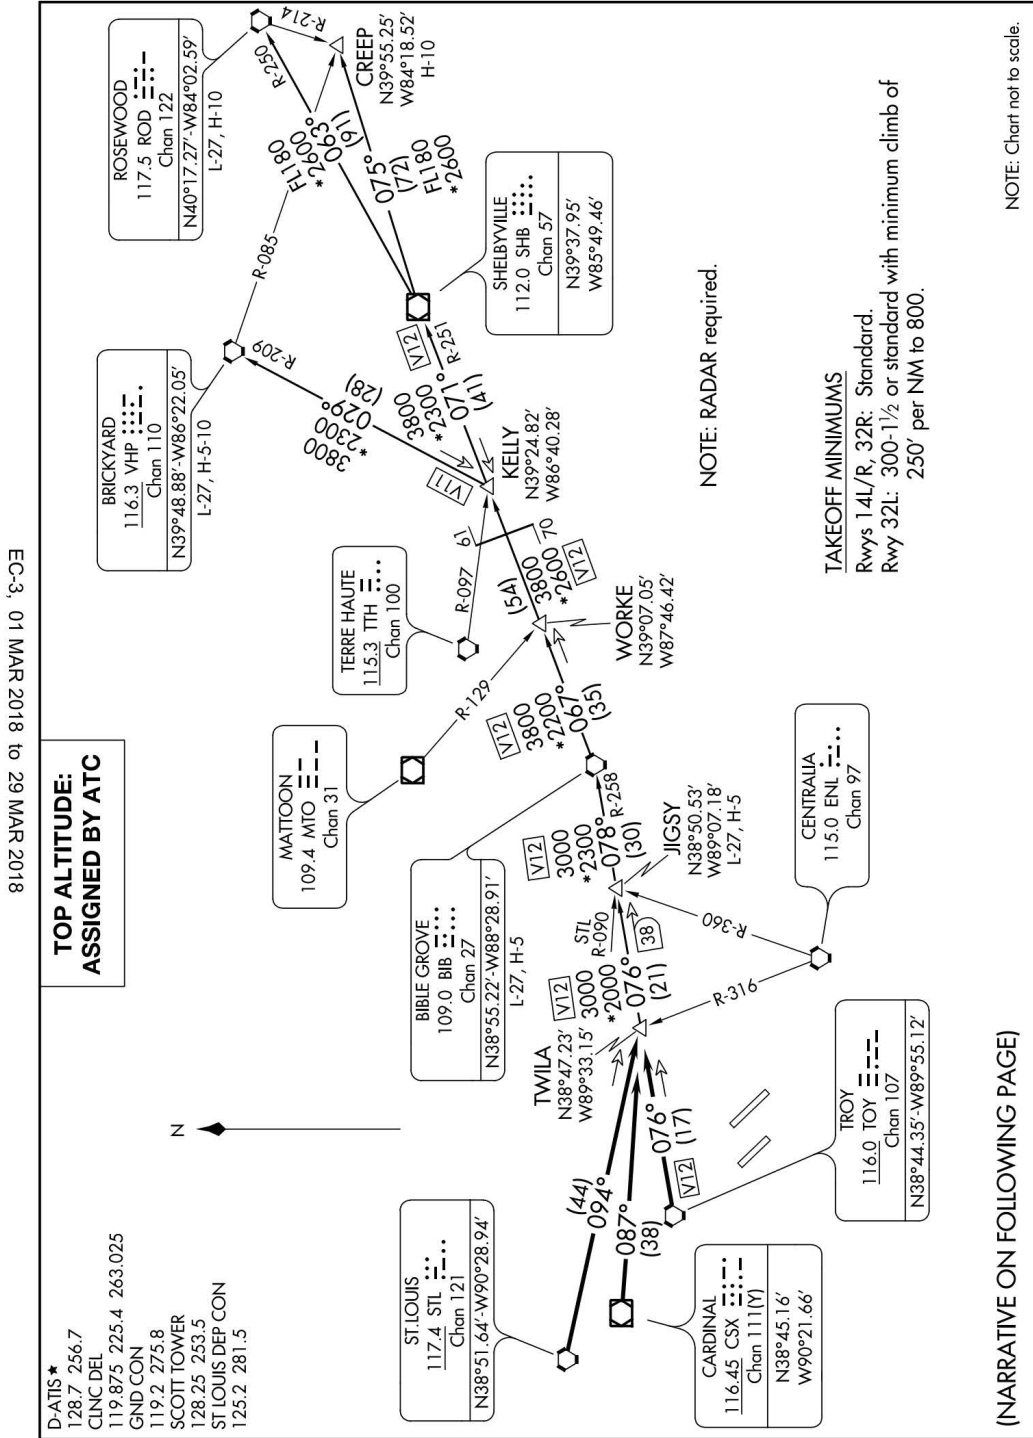 EC-3, 01 MAR 2018 to 29 MAR 2018
TOP ALTITUDE:
ASSIGNED BY ATC
D-ATIS ★
128.7 256.7
CLNC DEL
119.875 225.4 263.025
GND CON
119.2 275.8
SCOTT TOWER
128.25 253.5
ST LOUIS DEP CON
125.2 281.5
N
ST.LOUIS
117.4 STL
Chan 121
N38°51.64'-W90°28.94'
CARDINAL
116.45 CSX
Chan 111(Y)
N38°45.16'
W90°21.66'
TROY
116.0 TOY
Chan 107
N38°44.35'-W89°55.12'
(44)
094°
087°
(38)
V12
076°
(17)
TWILA
N38°47.23'
W89°33.15'
V12
3000
*2000
076°
(21)
STL
R-090
38
R-316
R-360
CENTRALIA
115.0 ENL
Chan 97
JIGSY
N38°50.53'
W89°07.18'
L-27, H-5
V12
3000
*2300
078°
(30)
R-258
BIBLE GROVE
109.0 BIB
Chan 27
N38°55.22'-W88°28.91'
L-27, H-5
V12
3800
*2200
067°
(35)
MATTOON
109.4 MTO
Chan 31
R-129
WORKE
N39°07.05'
W87°46.42'
(54)
3800
*2600
V12
61
70
TERRE HAUTE
115.3 TTH
Chan 100
R-097
KELLY
N39°24.82'
W86°40.28'
V11
3800
*2300
029°
(28)
R-209
BRICKYARD
116.3 VHP
Chan 110
N39°48.88'-W86°22.05'
L-27, H-5-10
R-085
3800
*2300
071°
(41)
V12
R-251
SHELBYVILLE
112.0 SHB
Chan 57
N39°37.95'
W85°49.46'
FL180
*2600
063°
(91)
R-250
075°
(72)
FL180
*2600
ROSEWOOD
117.5 ROD
Chan 122
N40°17.27'-W84°02.59'
L-27, H-10
R-214
CREEP
N39°55.25'
W84°18.52'
H-10
NOTE: RADAR required.
TAKEOFF MINIMUMS
Rwys 14L/R, 32R: Standard.
Rwy 32L: 300-1½ or standard with minimum climb of
250' per NM to 800.
(NARRATIVE ON FOLLOWING PAGE)
NOTE: Chart not to scale.